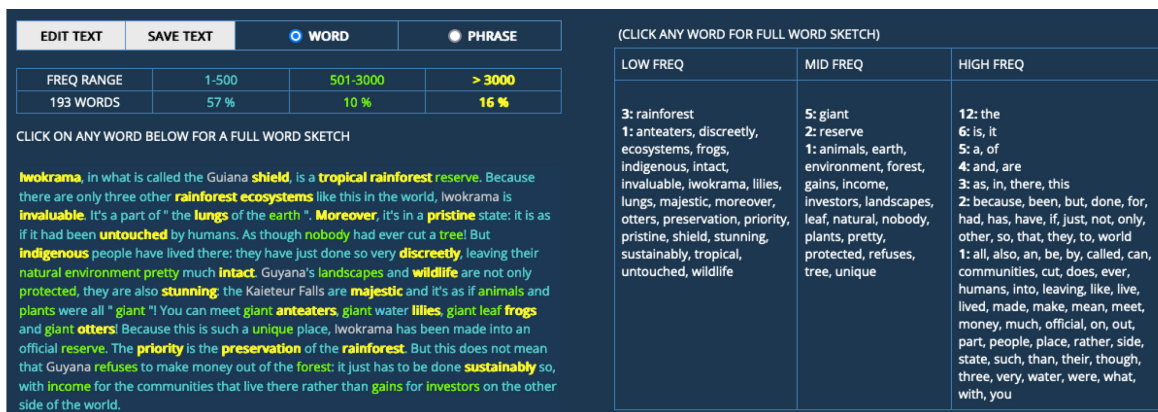 EDIT TEXT SAVE TEXT WORD PHRASE
FREQ RANGE 1-500 501-3000 > 3000
193 WORDS 57 % 10 % 16 %
CLICK ON ANY WORD BELOW FOR A FULL WORD SKETCH
Iwokrama, in what is called the Guiana shield, is a tropical rainforest reserve. Because
there are only three other rainforest ecosystems like this in the world, Iwokrama is
invaluable. It's a part of " the lungs of the earth ". Moreover, it's in a pristine state: it is as
if it had been untouched by humans. As though nobody had ever cut a tree! But
indigenous people have lived there: they have just done so very discreetly, leaving their
natural environment pretty much intact. Guyana's landscapes and wildlife are not only
protected, they are also stunning: the Kaieteur Falls are majestic and it's as if animals and
plants were all " giant "! You can meet giant anteaters, giant water lilies, giant leaf frogs
and giant otters! Because this is such a unique place, Iwokrama has been made into an
official reserve. The priority is the preservation of the rainforest. But this does not mean
that Guyana refuses to make money out of the forest: it just has to be done sustainably so,
with income for the communities that live there rather than gains for investors on the other
side of the world.
(CLICK ANY WORD FOR FULL WORD SKETCH)
LOW FREQ MID FREQ HIGH FREQ
3: rainforest
1: anteaters, discreetly,
ecosystems, frogs,
indigenous, intact,
invaluable, iwokrama, lilies,
lungs, majestic, moreover,
otters, preservation, priority,
pristine, shield, stunning,
sustainably, tropical,
untouched, wildlife
5: giant
2: reserve
1: animals, earth,
environment, forest,
gains, income,
investors, landscapes,
leaf, natural, nobody,
plants, pretty,
protected, refuses,
tree, unique
12: the
6: is, it
5: a, of
4: and, are
3: as, in, there, this
2: because, been, but, done, for,
had, has, have, if, just, not, only,
other, so, that, they, to, world
1: all, also, an, be, by, called, can,
communities, cut, does, ever,
humans, into, leaving, like, live,
lived, made, make, mean, meet,
money, much, official, on, out,
part, people, place, rather, side,
state, such, than, their, though,
three, very, water, were, what,
with, you